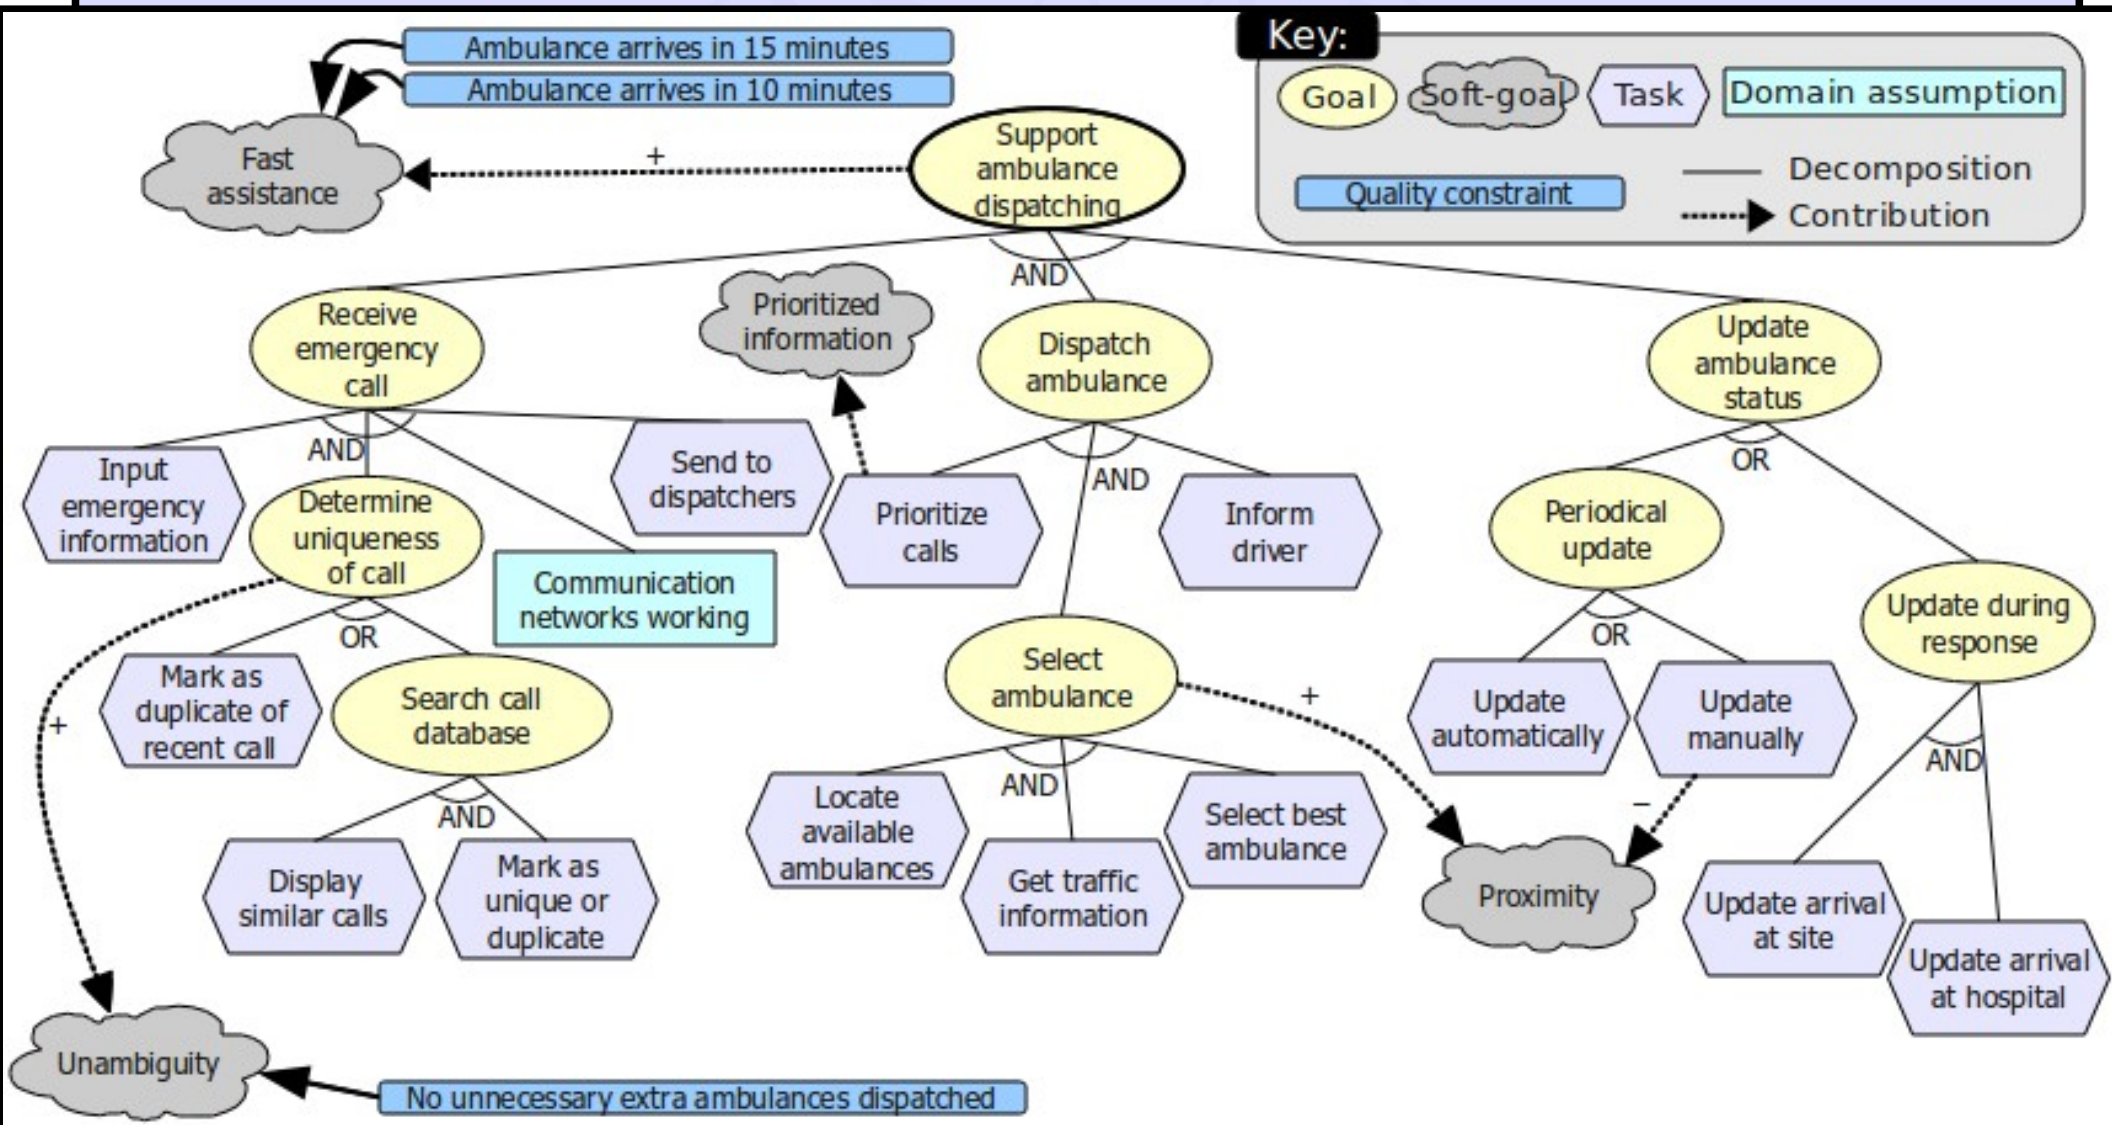 Ambulance arrives in 15 minutes
Ambulance arrives in 10 minutes
Key:
Goal
Soft-goal
Task
Domain assumption
Quality constraint
Decomposition
Contribution
Fast
assistance
+
Support
ambulance
dispatching
AND
Receive
emergency
call
Prioritized
information
Dispatch
ambulance
Update
ambulance
status
AND
Input
emergency
information
Determine
uniqueness
of call
Send to
dispatchers
Communication
networks working
AND
Prioritize
calls
Inform
driver
OR
Periodical
update
Update during
response
OR
Mark as
duplicate of
recent call
Search call
database
+
AND
Display
similar calls
Mark as
unique or
duplicate
Select
ambulance
+
AND
Locate
available
ambulances
Get traffic
information
Select best
ambulance
OR
Update
automatically
Update
manually
–
Proximity
AND
Update arrival
at site
Update arrival
at hospital
Unambiguity
No unnecessary extra ambulances dispatched